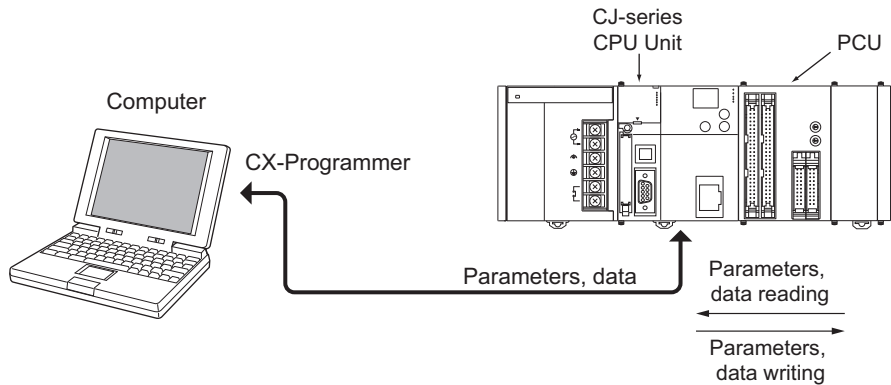 CJ-series
CPU Unit
PCU
Computer
CX-Programmer
Parameters, data
Parameters,
data reading
Parameters,
data writing